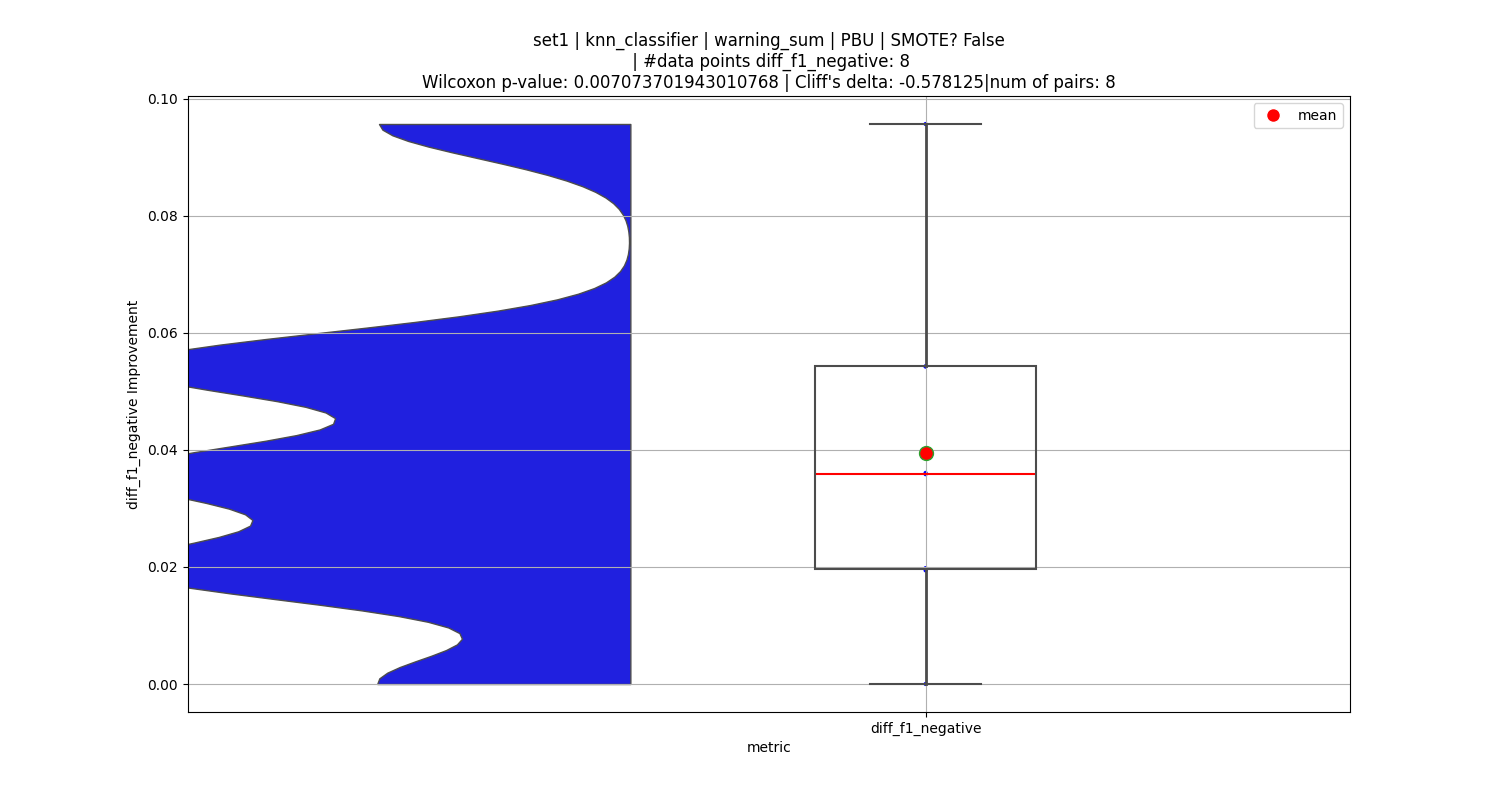 set1 | knn_classifier | warning_sum | PBU | SMOTE? False
| #data points diff_f1_negative: 8
Wilcoxon p-value: 0.007073701943010768 | Cliff's delta: -0.578125|num of pairs: 8
mean
0.10
0.08
0.06
0.04
0.02
0.00
diff_f1_negative Improvement
diff_f1_negative
metric